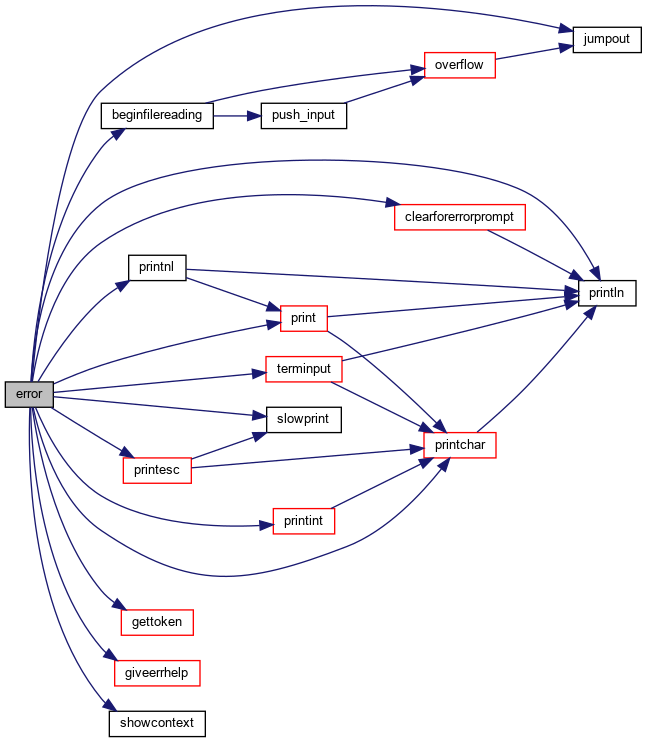 jumpout
overflow
beginfilereading
push_input
clearforerrorprompt
printnl
println
print
terminput
error
slowprint
printchar
printesc
printint
gettoken
giveerrhelp
showcontext